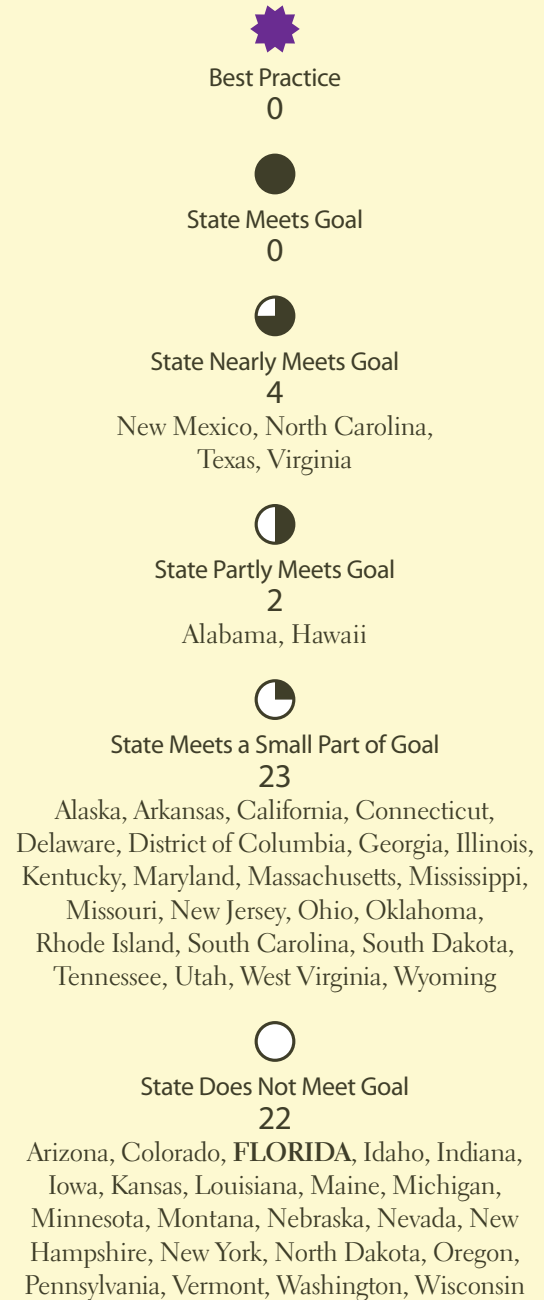 Best Practice
0
State Meets Goal
0
State Nearly Meets Goal
4
New Mexico, North Carolina,
Texas, Virginia
State Partly Meets Goal
2
Alabama, Hawaii
State Meets a Small Part of Goal
23
Alaska, Arkansas, California, Connecticut,
Delaware, District of Columbia, Georgia, Illinois,
Kentucky, Maryland, Massachusetts, Mississippi,
Missouri, New Jersey, Ohio, Oklahoma,
Rhode Island, South Carolina, South Dakota,
Tennessee, Utah, West Virginia, Wyoming
State Does Not Meet Goal
22
Arizona, Colorado, FLORIDA, Idaho, Indiana,
Iowa, Kansas, Louisiana, Maine, Michigan,
Minnesota, Montana, Nebraska, Nevada, New
Hampshire, New York, North Dakota, Oregon,
Pennsylvania, Vermont, Washington, Wisconsin